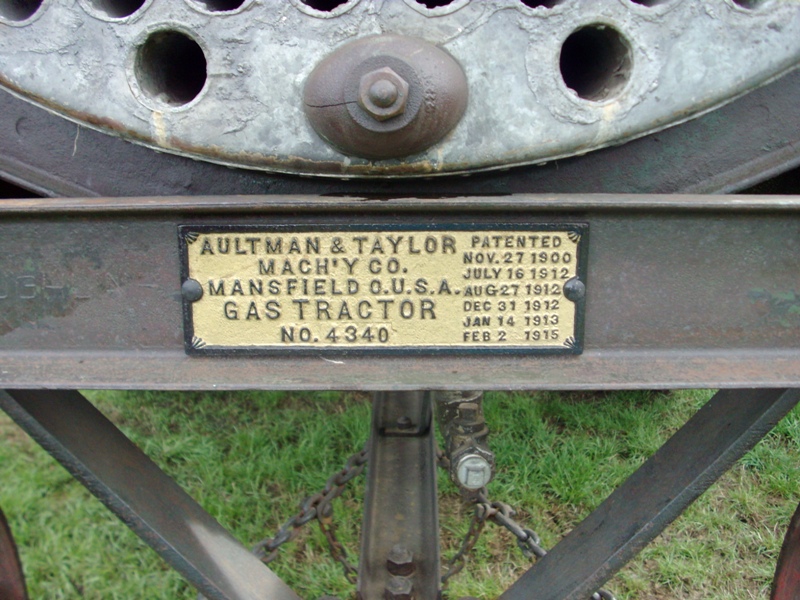 AULTMAN & TAYLOR
MACH'Y CO.
MANSFIELD O.U.S.A.
GAS TRACTOR
NO. 4340
PATENTED
NOV. 27 1900
JULY 16 1912
AUG 27 1912
DEC 31 1912
JAN 14 1913
FEB 2 1915